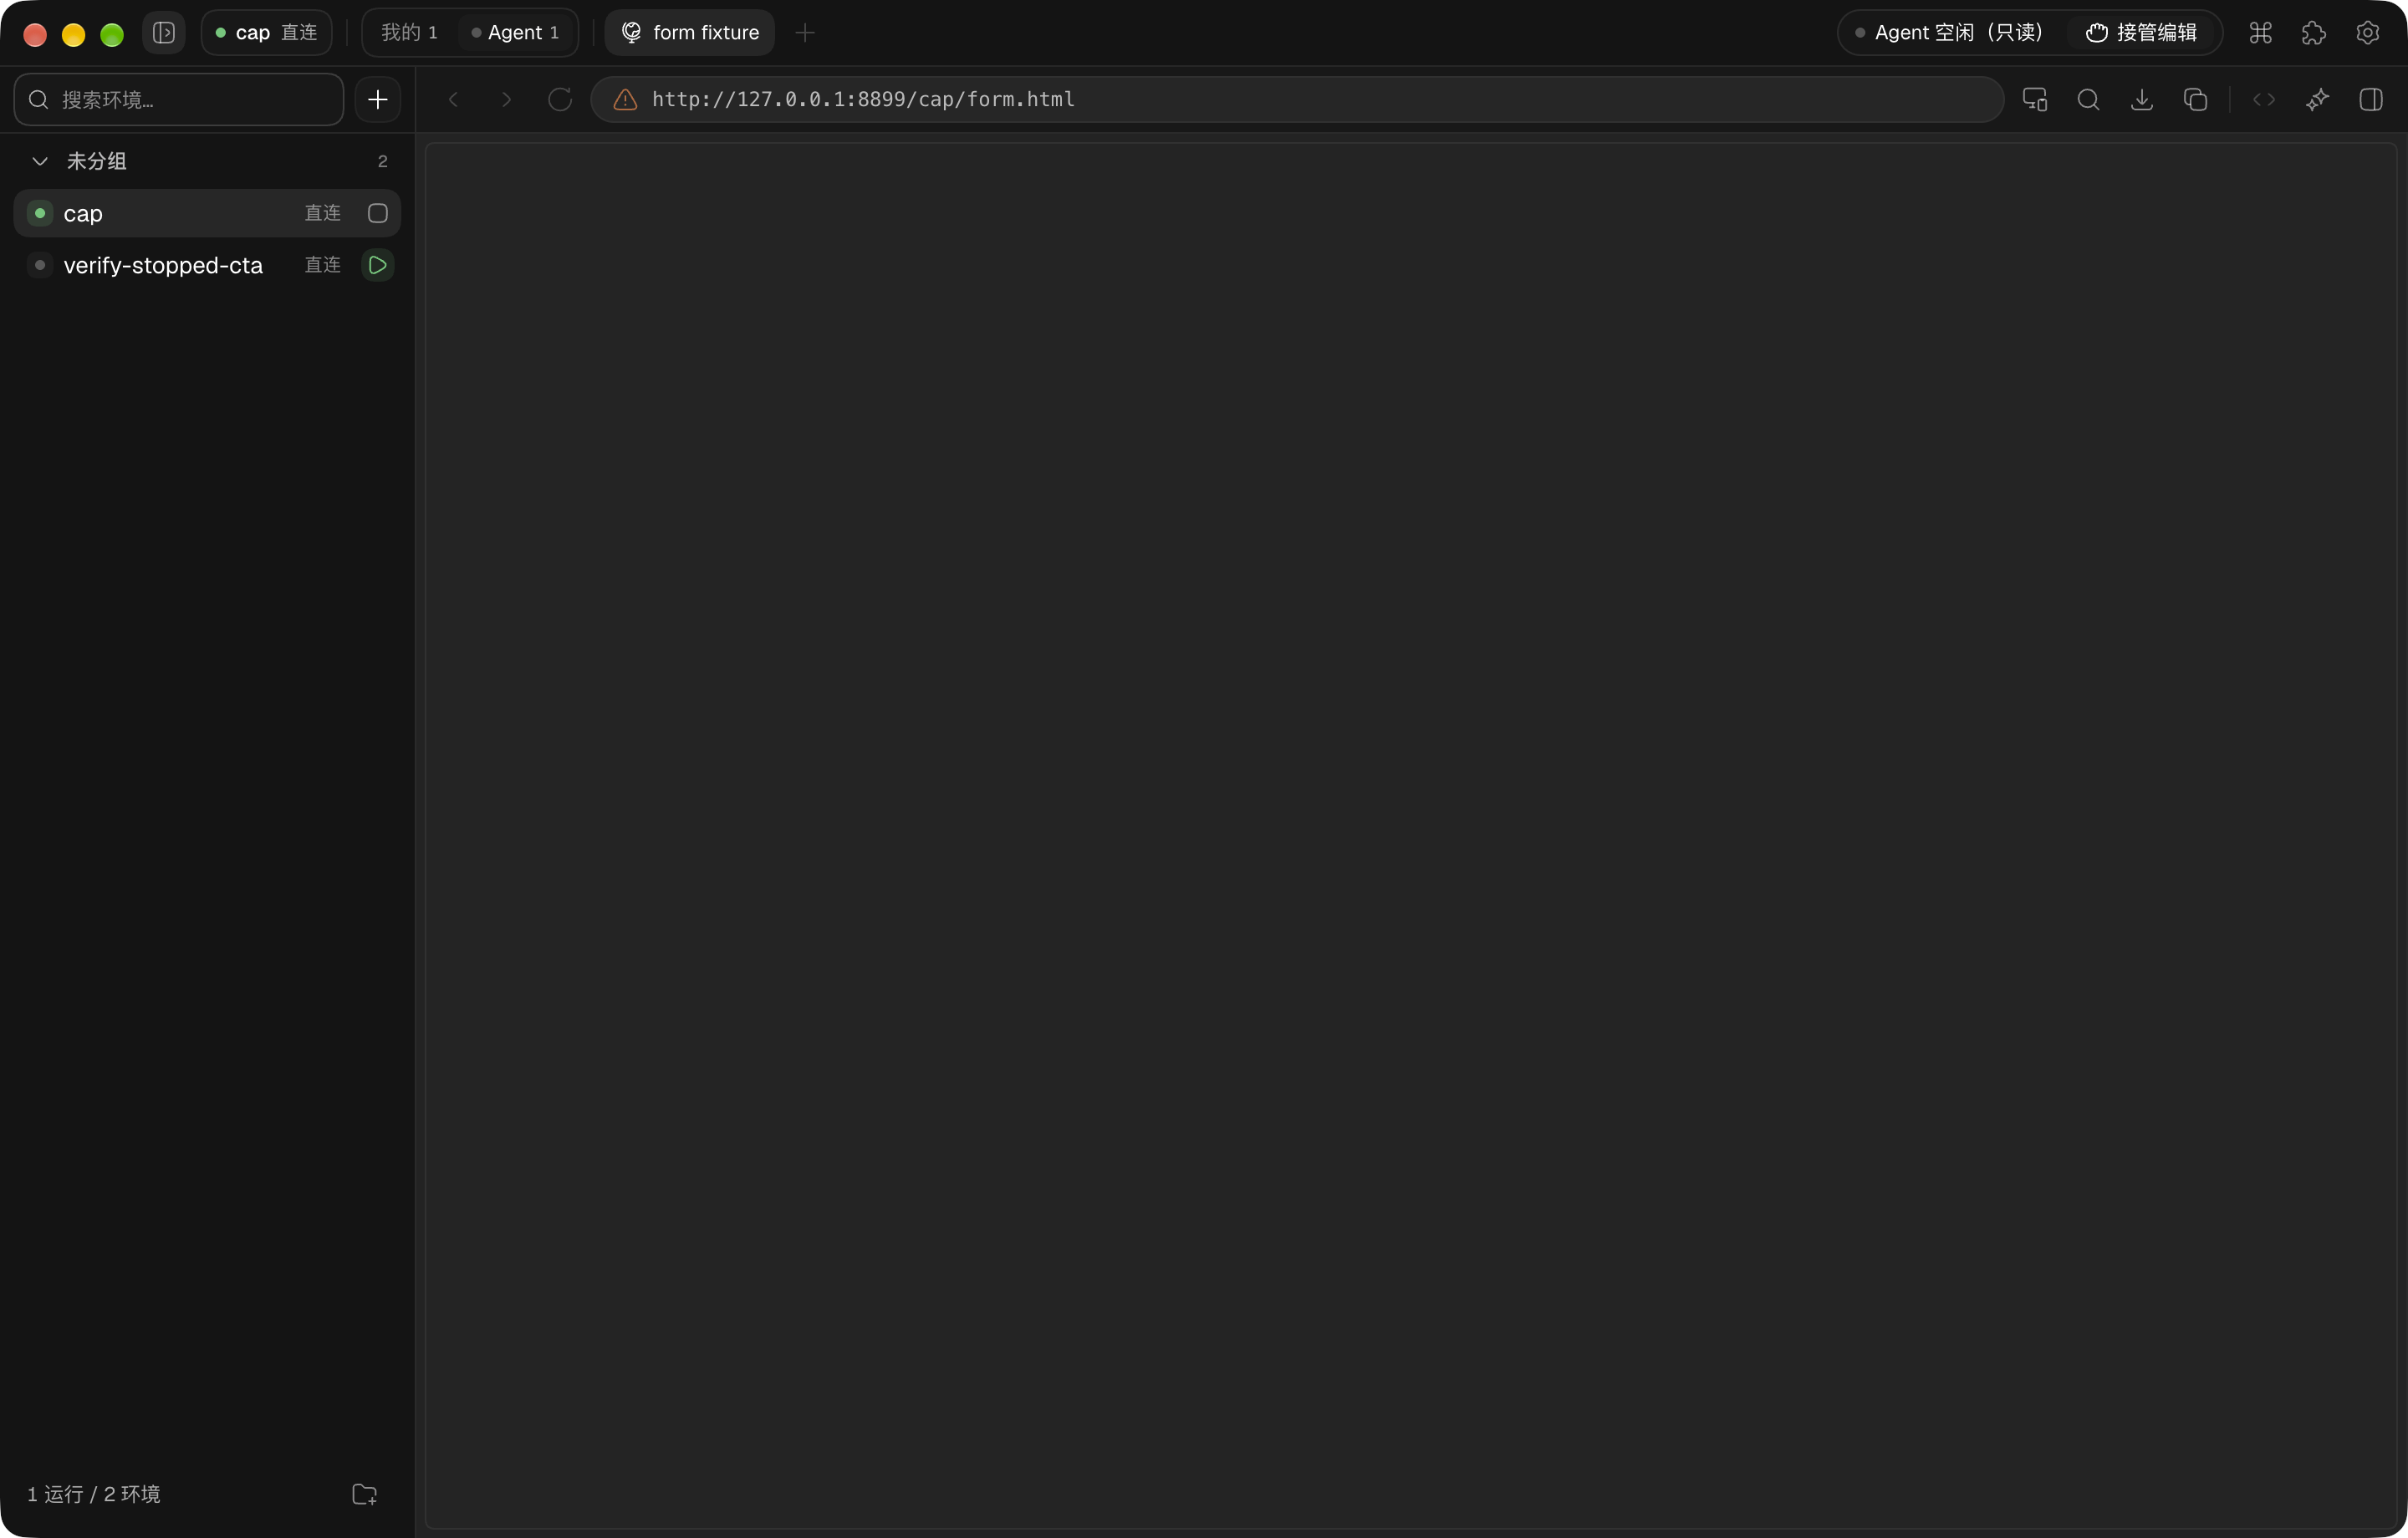 cap 直连 我的 1 Agent 1 form fixture Agent 空闲（只读） 接管编辑
搜索环境... http://127.0.0.1:8899/cap/form.html
未分组 2
cap 直连
verify-stopped-cta 直连
1 运行 / 2 环境